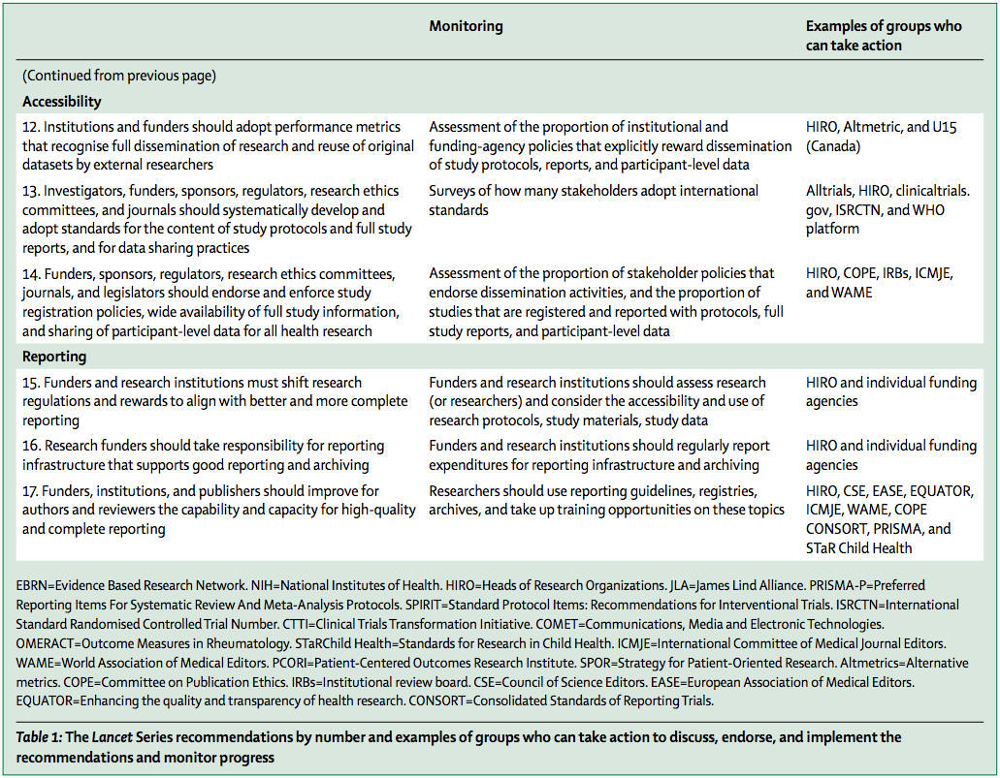 Monitoring
Examples of groups who
can take action
(Continued from previous page)
Accessibility
12. Institutions and funders should adopt performance metrics
that recognise full dissemination of research and reuse of original
datasets by external researchers
Assessment of the proportion of institutional and
funding-agency policies that explicitly reward dissemination
of study protocols, reports, and participant-level data
HIRO, Altmetric, and U15
(Canada)
13. Investigators, funders, sponsors, regulators, research ethics
committees, and journals should systematically develop and
adopt standards for the content of study protocols and full study
reports, and for data sharing practices
Surveys of how many stakeholders adopt international
standards
Alltrials, HIRO, clinicaltrials.
gov, ISRCTN, and WHO
platform
14. Funders, sponsors, regulators, research ethics committees,
journals, and legislators should endorse and enforce study
registration policies, wide availability of full study information,
and sharing of participant-level data for all health research
Assessment of the proportion of stakeholder policies that
endorse dissemination activities, and the proportion of
studies that are registered and reported with protocols, full
study reports, and participant-level data
HIRO, COPE, IRBs, ICMJE,
and WAME
Reporting
15. Funders and research institutions must shift research
regulations and rewards to align with better and more complete
reporting
Funders and research institutions should assess research
(or researchers) and consider the accessibility and use of
research protocols, study materials, study data
HIRO and individual funding
agencies
16. Research funders should take responsibility for reporting
infrastructure that supports good reporting and archiving
Funders and research institutions should regularly report
expenditures for reporting infrastructure and archiving
HIRO and individual funding
agencies
17. Funders, institutions, and publishers should improve for
authors and reviewers the capability and capacity for high-quality
and complete reporting
Researchers should use reporting guidelines, registries,
archives, and take up training opportunities on these topics
HIRO, CSE, EASE, EQUATOR,
ICMJE, WAME, COPE
CONSORT, PRISMA, and
STaR Child Health
EBRN=Evidence Based Research Network. NIH=National Institutes of Health. HIRO=Heads of Research Organizations. JLA=James Lind Alliance. PRISMA-P=Preferred
Reporting Items For Systematic Review And Meta-Analysis Protocols. SPIRIT=Standard Protocol Items: Recommendations for Interventional Trials. ISRCTN=International
Standard Randomised Controlled Trial Number. CTTI=Clinical Trials Transformation Initiative. COMET=Communications, Media and Electronic Technologies.
OMERACT=Outcome Measures in Rheumatology. STaRChild Health=Standards for Research in Child Health. ICMJE=International Committee of Medical Journal Editors.
WAME=World Association of Medical Editors. PCORI=Patient-Centered Outcomes Research Institute. SPOR=Strategy for Patient-Oriented Research. Altmetrics=Alternative
metrics. COPE=Committee on Publication Ethics. IRBs=Institutional review board. CSE=Council of Science Editors. EASE=European Association of Medical Editors.
EQUATOR=Enhancing the quality and transparency of health research. CONSORT=Consolidated Standards of Reporting Trials.
Table 1: The Lancet Series recommendations by number and examples of groups who can take action to discuss, endorse, and implement the
recommendations and monitor progress